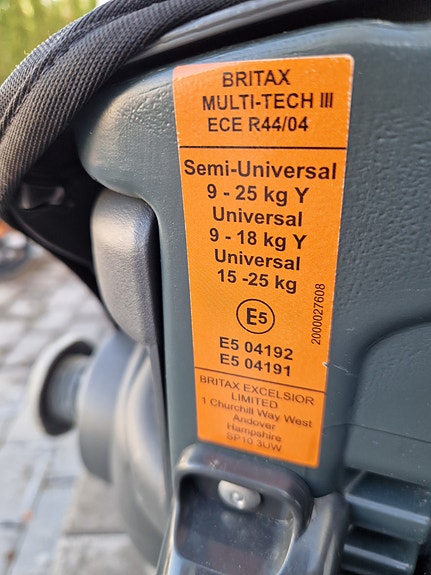 BRITAX
MULTI-TECH III
ECE R44/04
Semi-Universal
9 - 25 kg Y
Universal
9 - 18 kg Y
Universal
15 -25 kg
E5
E5 04192
E5 04191
2000027608
BRITAX EXCELSIOR
LIMITED
1 Churchill Way West
Andover
Hampshire
SP10 3UW